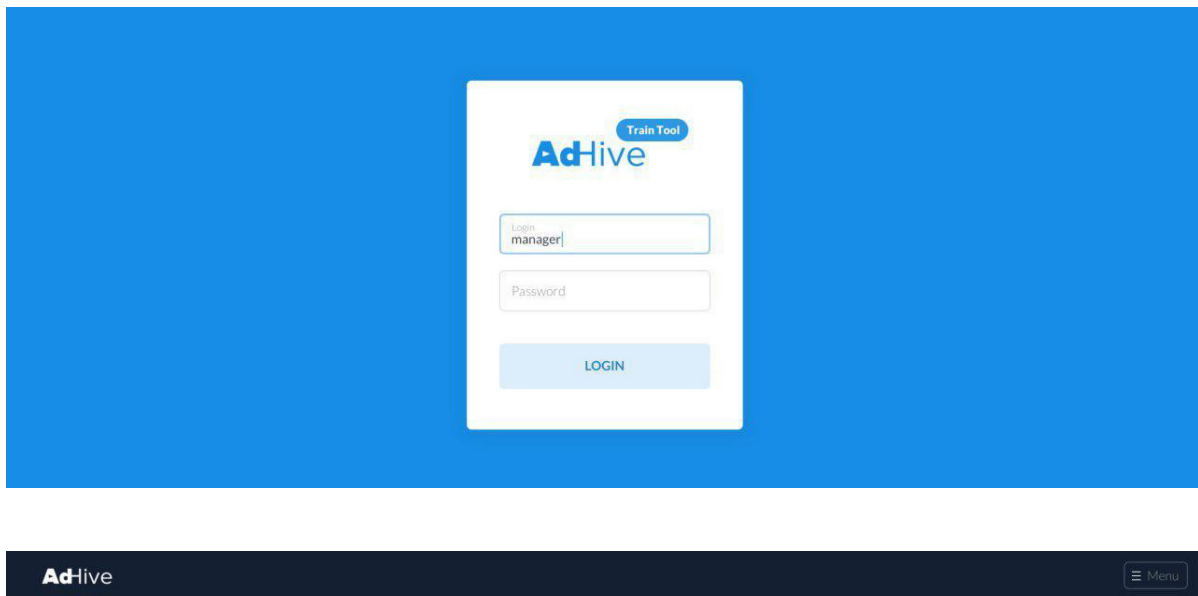 Train Tool
AdHive
Login
manager
Password
LOGIN
AdHive
☰ Menu